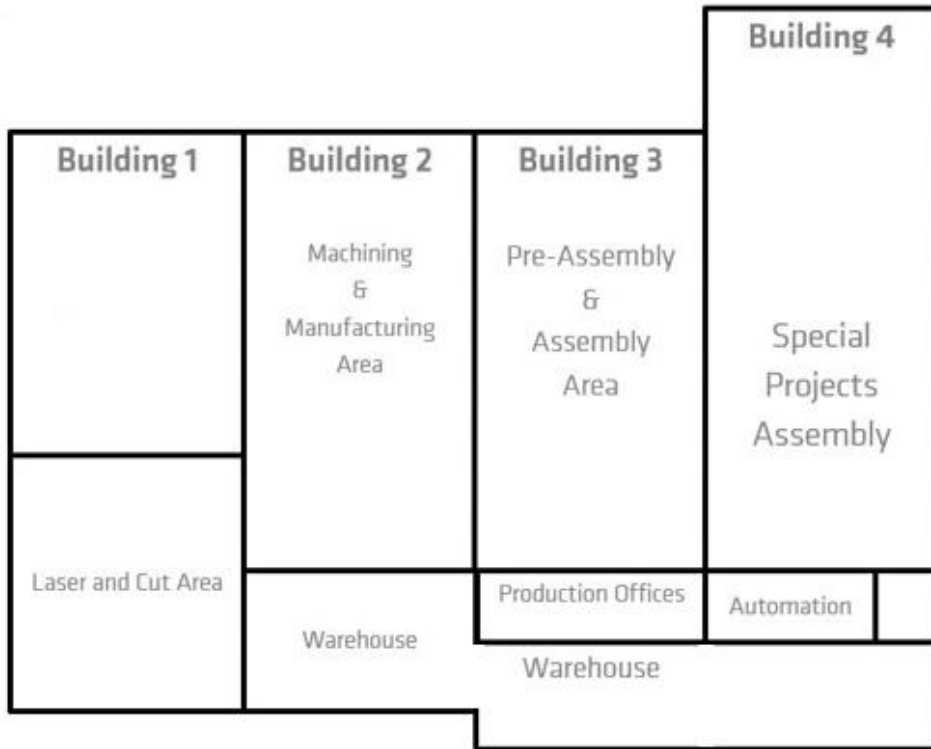 Building 4
Building 1
Building 2
Building 3
Machining
&
Manufacturing
Area
Pre-Assembly
&
Assembly
Area
Special
Projects
Assembly
Laser and Cut Area
Production Offices
Automation
Warehouse
Warehouse